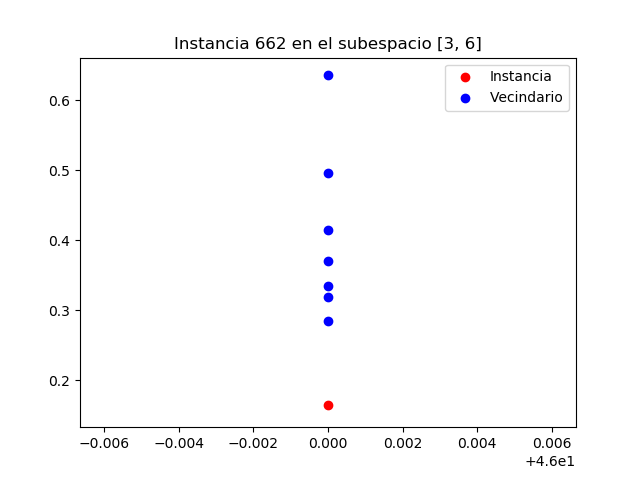 Instancia 662 en el subespacio [3, 6]
Instancia
Vecindario
0.6
0.5
0.4
0.3
0.2
−0.006 −0.004 −0.002 0.000 0.002 0.004 0.006
+4.6e1